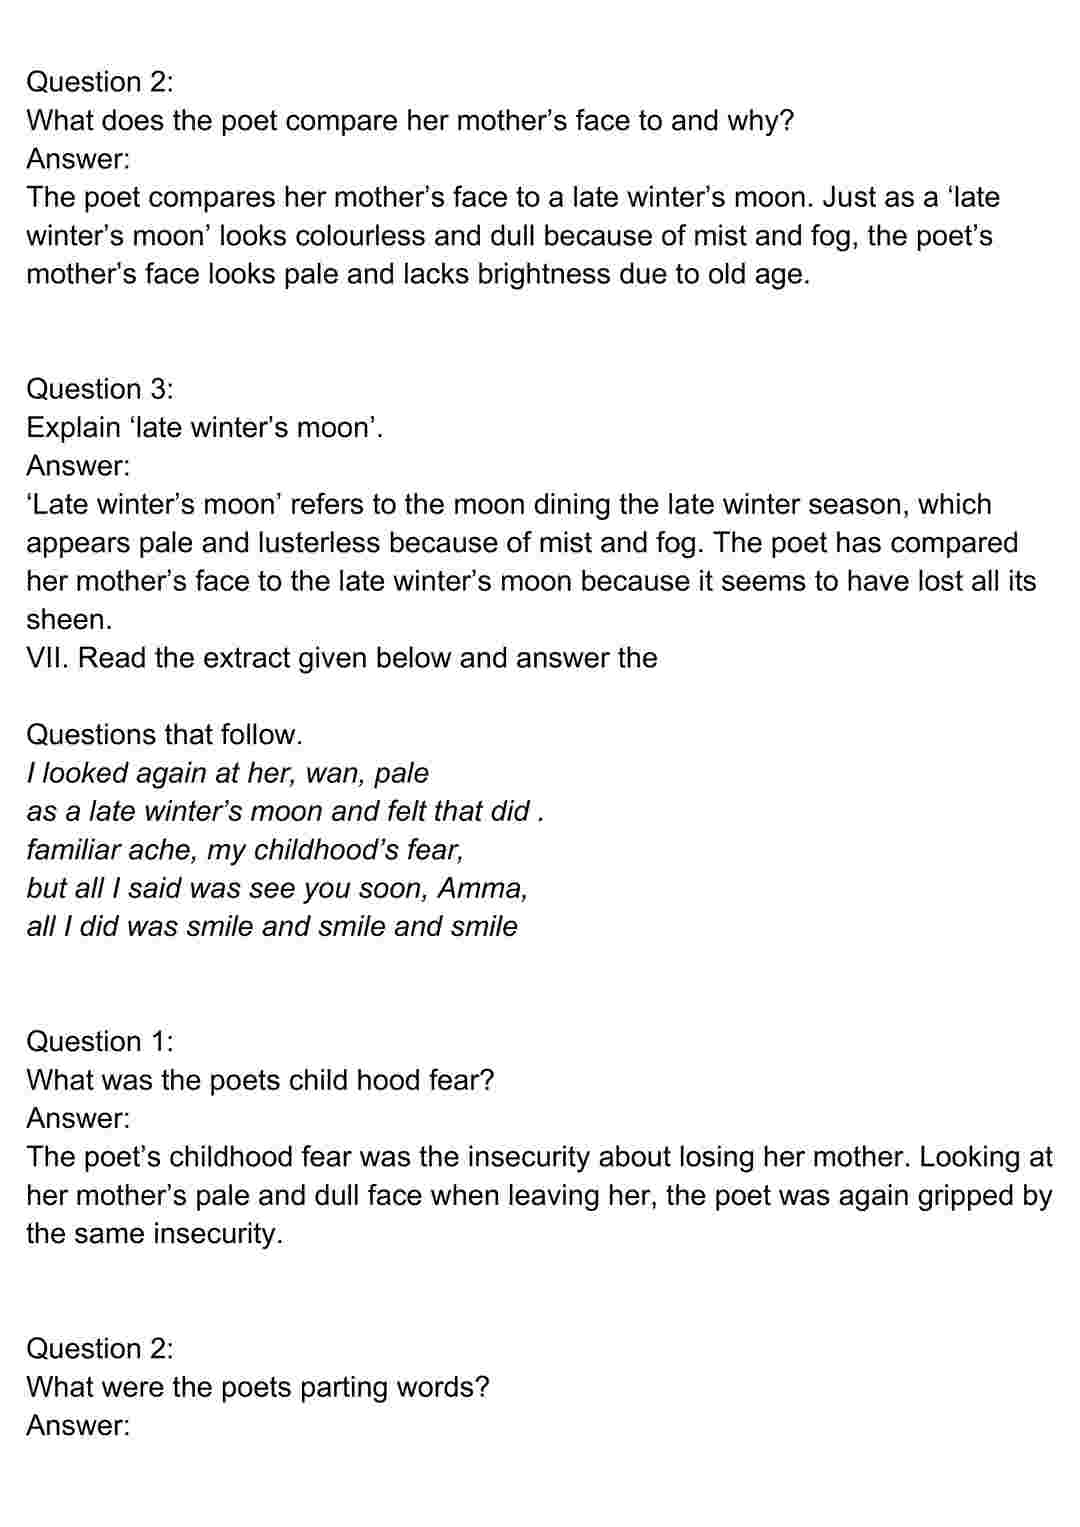 Question 2:
What does the poet compare her mother’s face to and why?
Answer:
The poet compares her mother’s face to a late winter’s moon. Just as a ‘late
winter’s moon’ looks colourless and dull because of mist and fog, the poet’s
mother’s face looks pale and lacks brightness due to old age.
Question 3:
Explain ‘late winter’s moon’.
Answer:
‘Late winter’s moon’ refers to the moon dining the late winter season, which
appears pale and lusterless because of mist and fog. The poet has compared
her mother’s face to the late winter’s moon because it seems to have lost all its
sheen.
VII. Read the extract given below and answer the
Questions that follow.
I looked again at her, wan, pale
as a late winter’s moon and felt that did .
familiar ache, my childhood’s fear,
but all I said was see you soon, Amma,
all I did was smile and smile and smile
Question 1:
What was the poets child hood fear?
Answer:
The poet’s childhood fear was the insecurity about losing her mother. Looking at
her mother’s pale and dull face when leaving her, the poet was again gripped by
the same insecurity.
Question 2:
What were the poets parting words?
Answer: